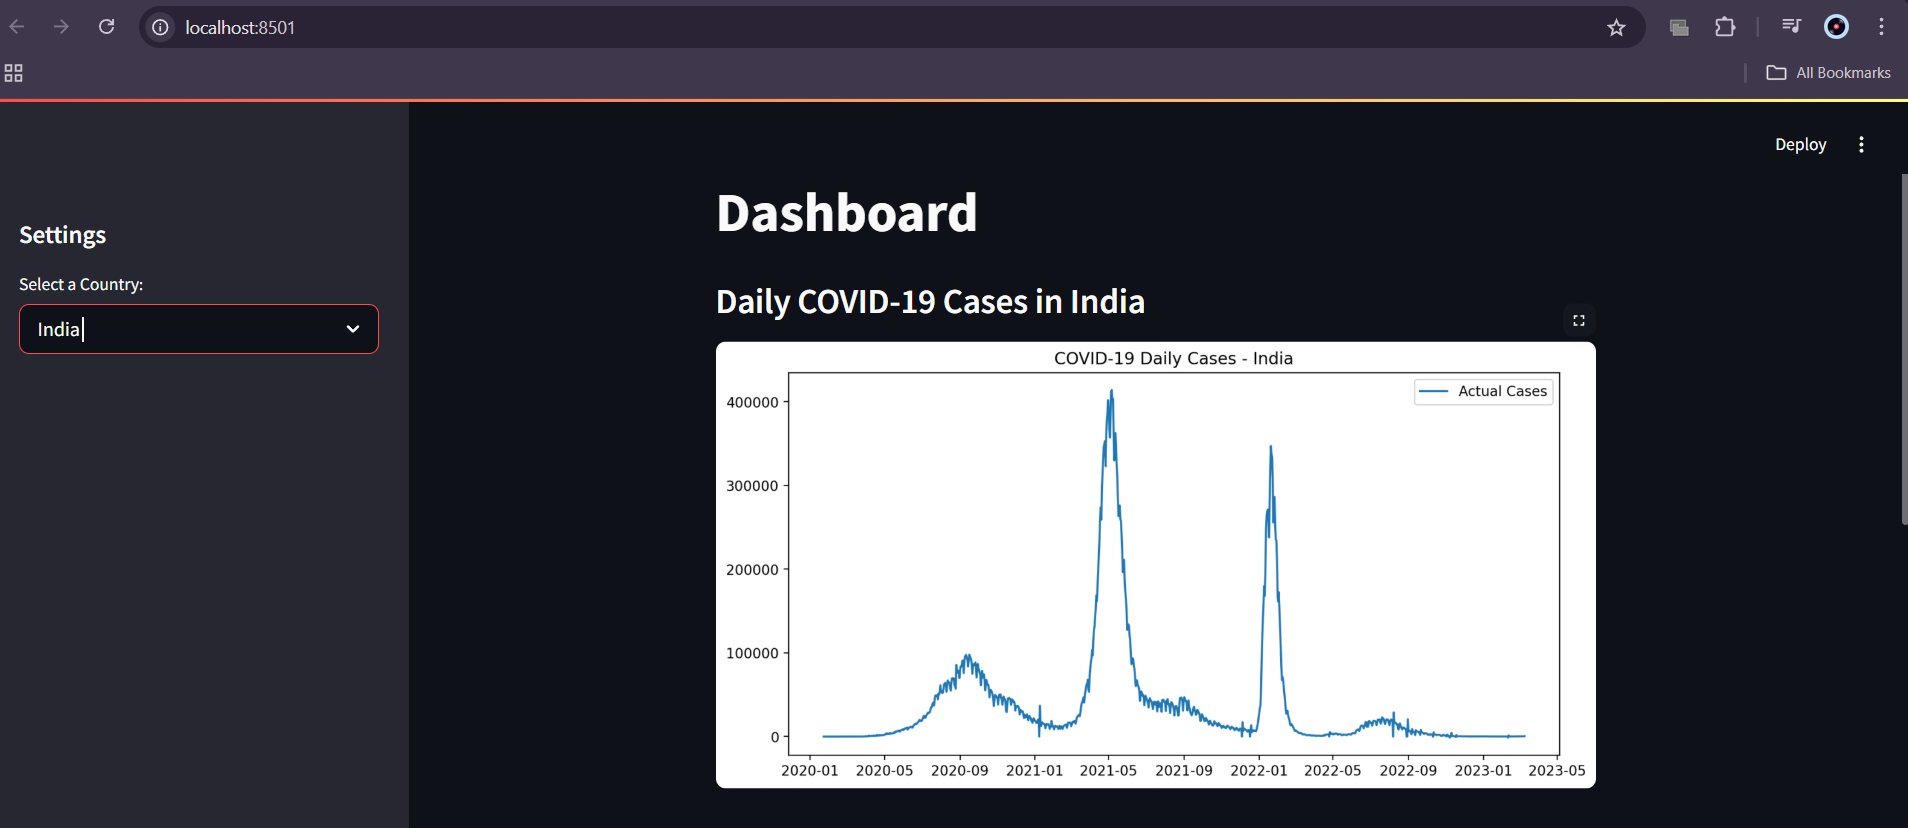 localhost:8501
All Bookmarks
Deploy
Settings
Select a Country:
India
Dashboard
Daily COVID-19 Cases in India
COVID-19 Daily Cases - India
Actual Cases
400000
300000
200000
100000
0
2020-01 2020-05 2020-09 2021-01 2021-05 2021-09 2022-01 2022-05 2022-09 2023-01 2023-05